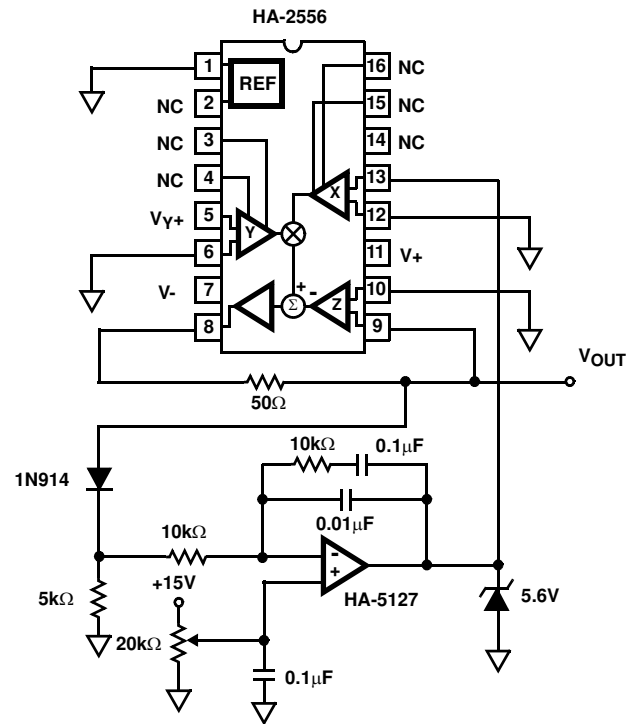 HA-2556
1
REF
16 NC
NC 2
15 NC
NC 3
14 NC
NC 4
13
X
VY+ 5
12
Y
6
11 V+
V- 7
+
-
10
Σ
Z
8
9
VOUT
50Ω
10kΩ
0.1μF
1N914
0.01μF
10kΩ
-
+
+15V
5kΩ
HA-5127
5.6V
20kΩ
0.1μF